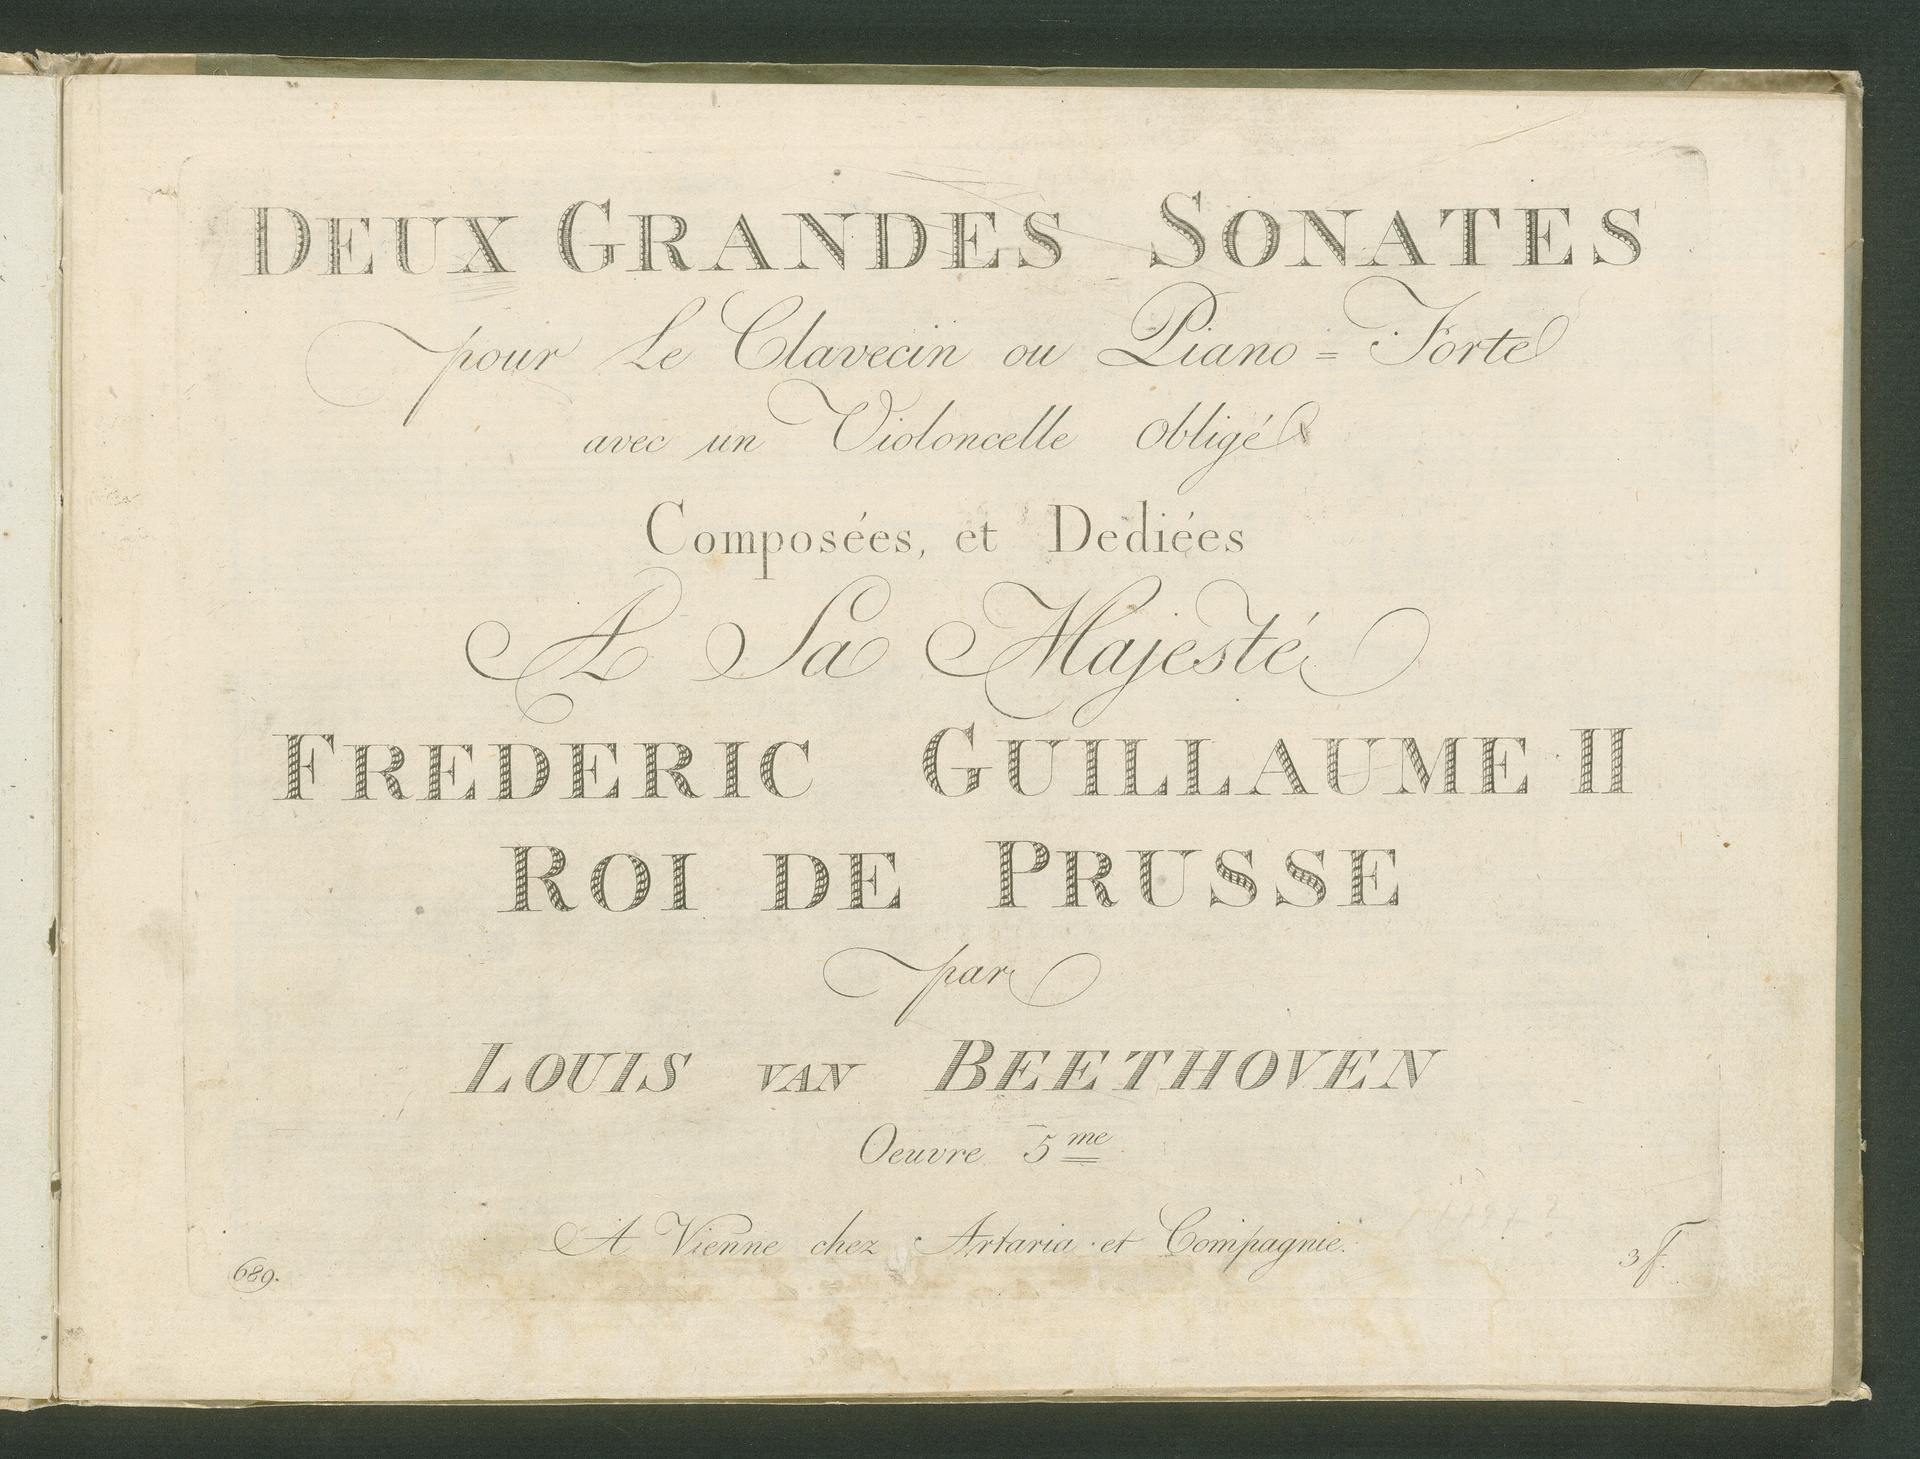 DEUX GRANDES SONATES
pour Le Clavecin ou Piano = Forte
avec un Violoncelle obligé
Composées, et Dediées
A Sa Majesté
FREDERIC GUILLAUME II
ROI DE PRUSSE
par
LOUIS VAN BEETHOVEN
Oeuvre 5me
A Vienne chez Artaria et Compagnie.
689.
3 f.